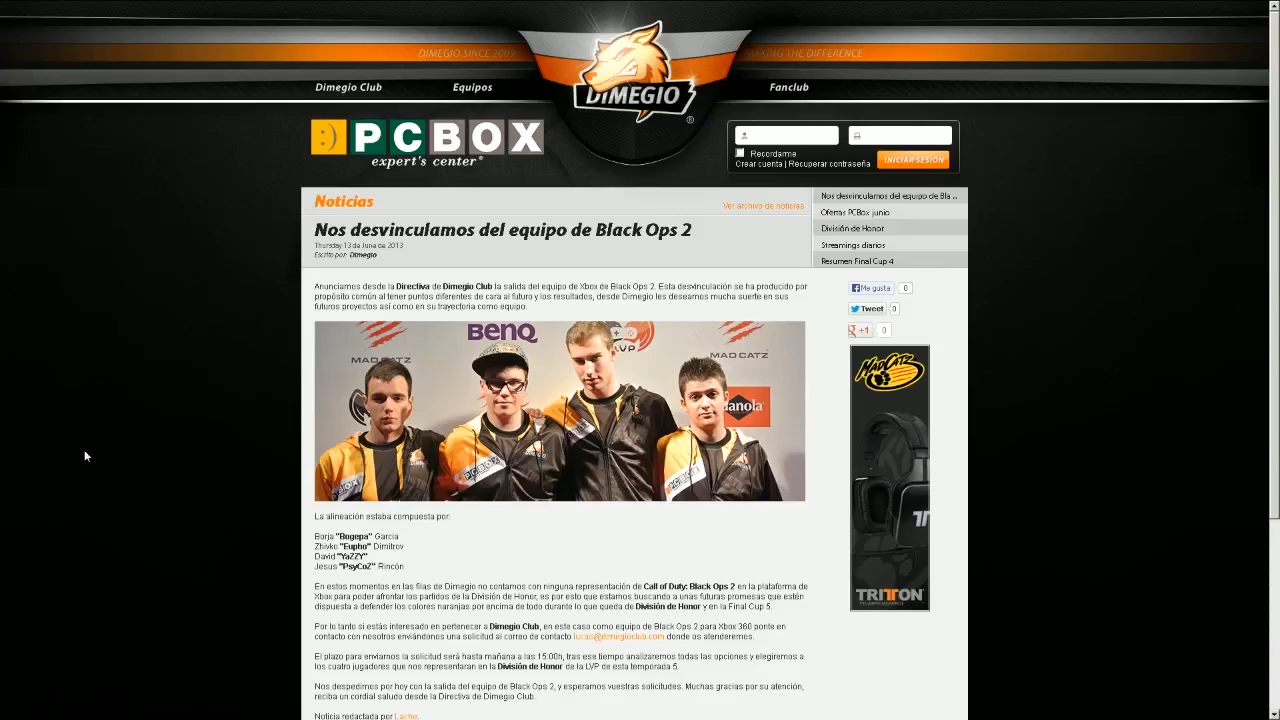 DIMEGIO SINCE 2009
MAKING THE DIFFERENCE
Dimegio Club
Equipos
DIMEGIO
®
Fanclub
PCBOX
expert's center
Recordarme
Crear cuenta | Recuperar contraseña
INICIAR SESIÓN
Noticias
Ver archivo de noticias
Nos desvinculamos del equipo de Black Ops 2
Thursday 13 de June de 2013
Escrito por: Dimegio
Nos desvinculamos del equipo de Bla ...
Ofertas PCBox junio
División de Honor
Streamings diarios
Resumen Final Cup 4
Anunciamos desde la Directiva de Dimegio Club la salida del equipo de Xbox de Black Ops 2. Esta desvinculación se ha producido por
propósito común al tener puntos diferentes de cara al futuro y los resultados, desde Dimegio les deseamos mucha suerte en sus
futuros proyectos así como en su trayectoria como equipo.
Me gusta 0
Tweet 0
+1 0
BenQ
LVP
MAD CATZ
MAD CATZ
DIMEGIO
PCBOX
PCBOX
MAD CATZ
TRITTON
La alineación estaba compuesta por:
Borja "Bogepa" Garcia
Zhivko "Eupho" Dimitrov
David "YaZZY"
Jesus "PsyCoZ" Rincón
En estos momentos en las filas de Dimegio no contamos con ninguna representación de Call of Duty: Black Ops 2 en la plataforma de
Xbox para poder afrontar los partidos de la División de Honor, es por esto que estamos buscando a unas futuras promesas que estén
dispuesta a defender los colores naranjas por encima de todo durante lo que queda de División de Honor y en la Final Cup 5.
Por lo tanto si estás interesado en pertenecer a Dimegio Club, en este caso como equipo de Black Ops 2 para Xbox 360 ponte en
contacto con nosotros enviándonos una solicitud al correo de contacto lucas@dimegioclub.com donde os atenderemos.
El plazo para enviarnos la solicitud será hasta mañana a las 15:00h, tras ese tiempo analizaremos todas las opciones y elegiremos a
los cuatro jugadores que nos representaran en la División de Honor de la LVP de esta temporada 5.
Nos despedimos por hoy con la salida del equipo de Black Ops 2, y esperamos vuestras solicitudes. Muchas gracias por su atención,
reciba un cordial saludo desde la Directiva de Dimegio Club.
Noticia redactada por Lache.